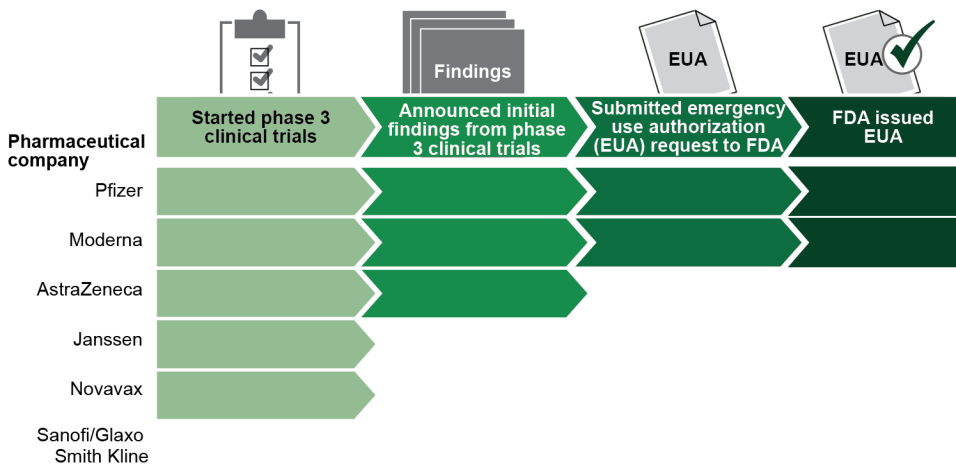 Findings
EUA
EUA
Pharmaceutical
company
Started phase 3
clinical trials
Announced initial
findings from phase
3 clinical trials
Submitted emergency
use authorization
(EUA) request to FDA
FDA issued
EUA
Pfizer
Moderna
AstraZeneca
Janssen
Novavax
Sanofi/Glaxo
Smith Kline